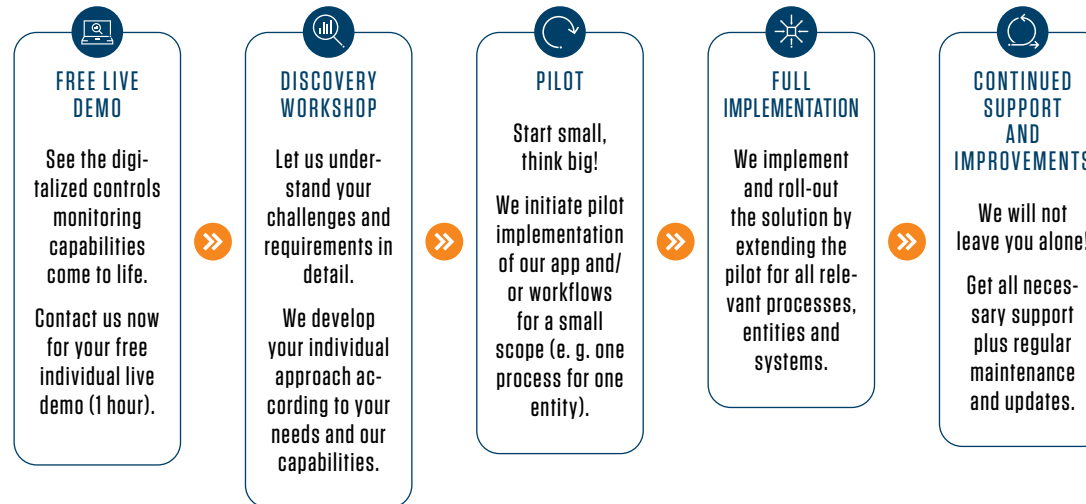 FREE LIVE
DEMO
See the digi-
talized controls
monitoring
capabilities
come to life.
Contact us now
for your free
individual live
demo (1 hour).
DISCOVERY
WORKSHOP
Let us under-
stand your
challenges and
requirements in
detail.
We develop
your individual
approach ac-
cording to your
needs and our
capabilities.
PILOT
Start small,
think big!
We initiate pilot
implementation
of our app and/
or workflows
for a small
scope (e. g. one
process for one
entity).
FULL
IMPLEMENTATION
We implement
and roll-out
the solution by
extending the
pilot for all rele-
vant processes,
entities and
systems.
CONTINUED
SUPPORT
AND
IMPROVEMENTS
We will not
leave you alone!
Get all neces-
sary support
plus regular
maintenance
and updates.